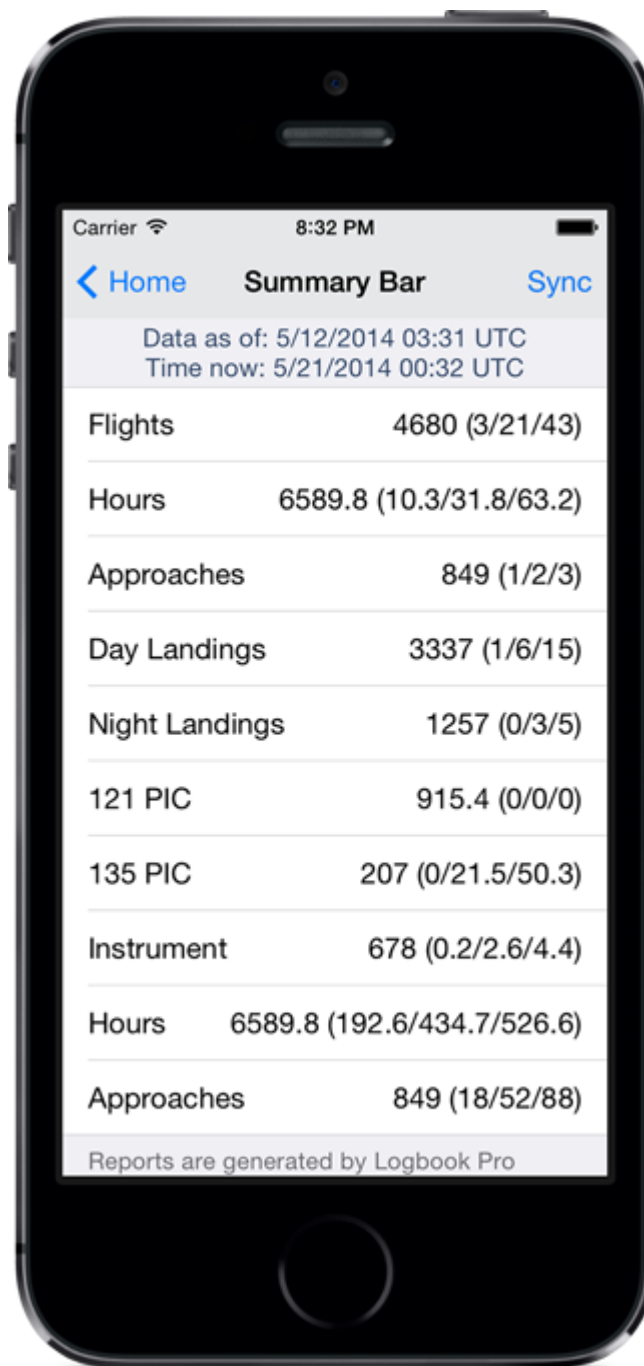 Carrier 8:32 PM
Home Summary Bar Sync
Data as of: 5/12/2014 03:31 UTC
Time now: 5/21/2014 00:32 UTC
Flights 4680 (3/21/43)
Hours 6589.8 (10.3/31.8/63.2)
Approaches 849 (1/2/3)
Day Landings 3337 (1/6/15)
Night Landings 1257 (0/3/5)
121 PIC 915.4 (0/0/0)
135 PIC 207 (0/21.5/50.3)
Instrument 678 (0.2/2.6/4.4)
Hours 6589.8 (192.6/434.7/526.6)
Approaches 849 (18/52/88)
Reports are generated by Logbook Pro